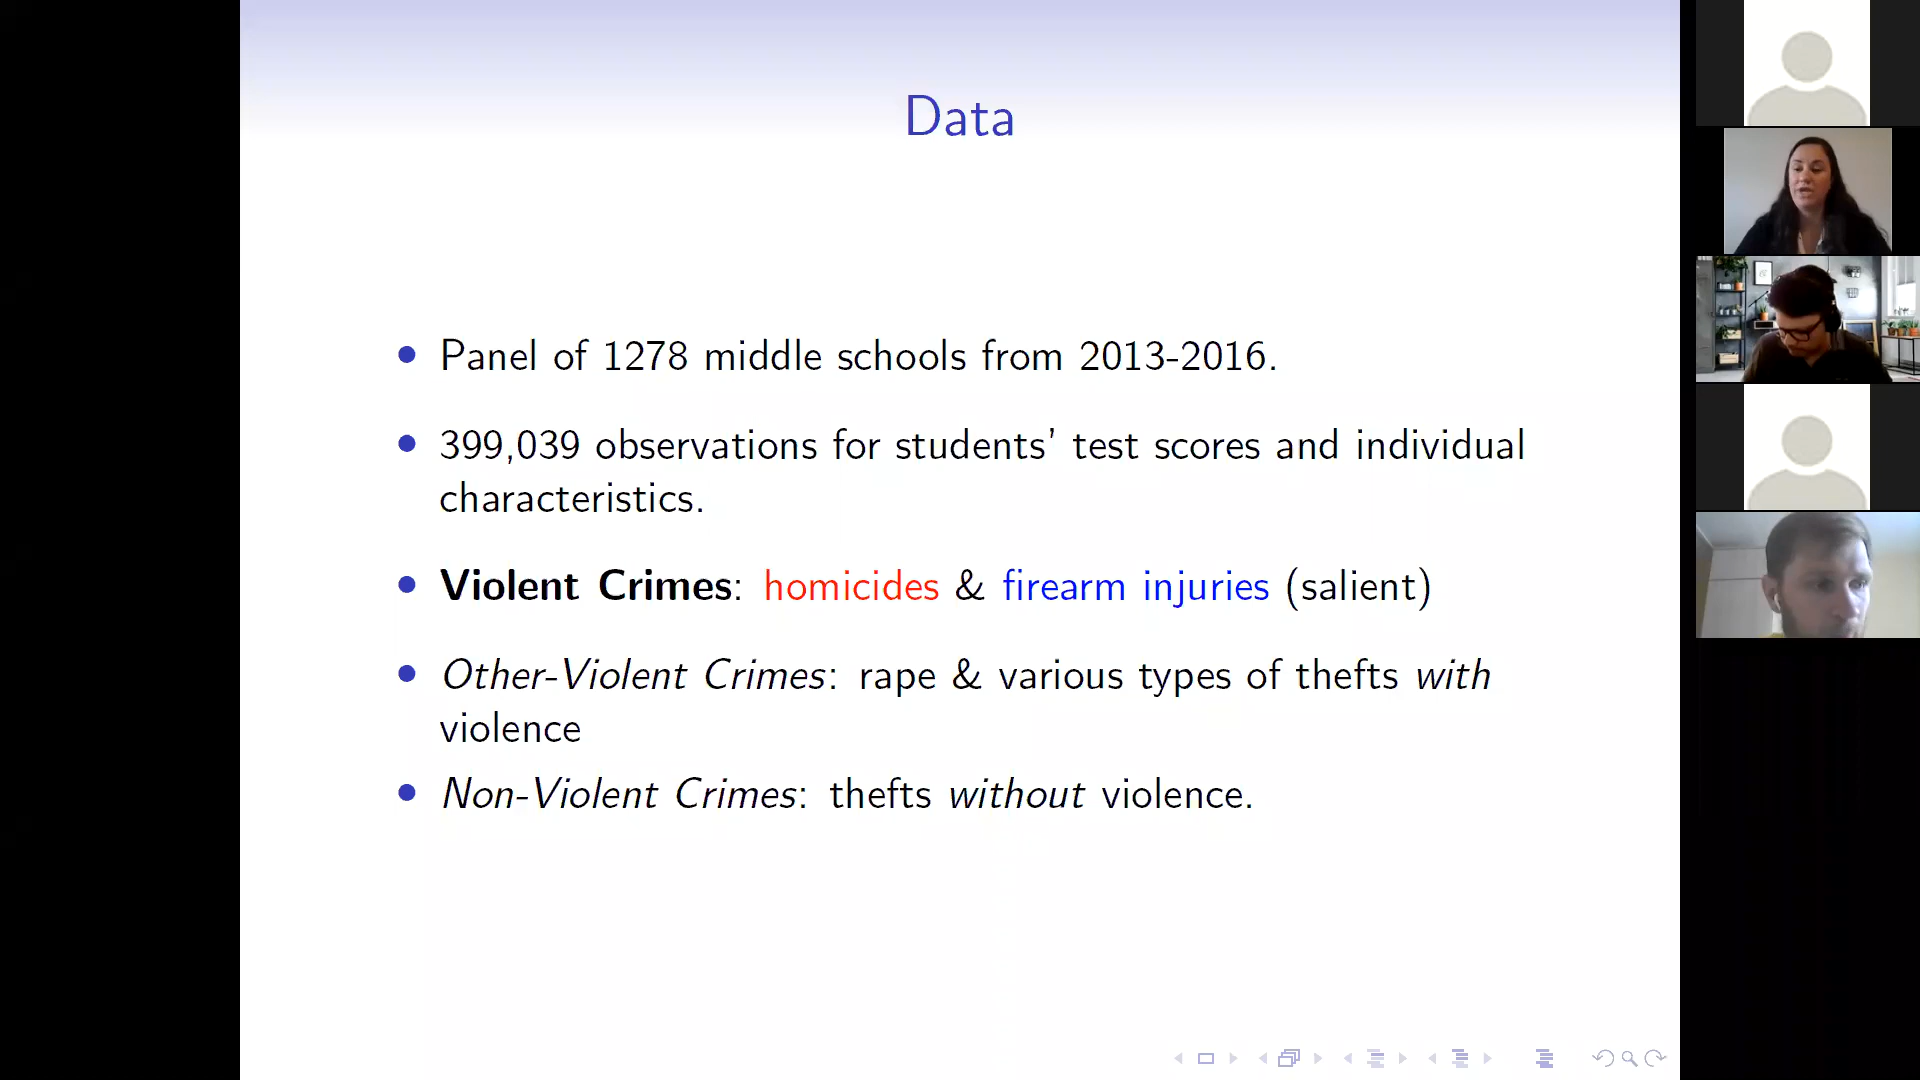 Data
• Panel of 1278 middle schools from 2013-2016.
• 399,039 observations for students' test scores and individual
characteristics.
• Violent Crimes: homicides & firearm injuries (salient)
• Other-Violent Crimes: rape & various types of thefts with
violence
• Non-Violent Crimes: thefts without violence.